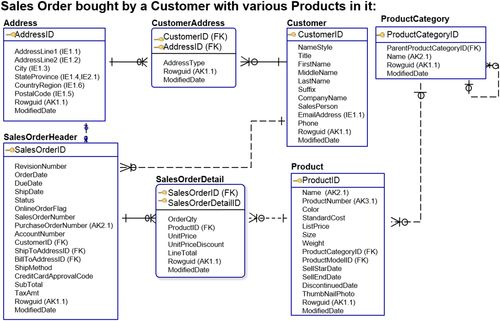 Sales Order bought by a Customer with various Products in it:
Address
AddressID
AddressLine1 (IE1.1)
AddressLine2 (IE1.2)
City (IE1.3)
StateProvince (IE1.4,IE2.1)
CountryRegion (IE1.6)
PostalCode (IE1.5)
Rowguid (AK1.1)
ModifiedDate
CustomerAddress
CustomerID (FK)
AddressID (FK)
AddressType
Rowguid (AK1.1)
ModifiedDate
Customer
CustomerID
NameStyle
Title
FirstName
MiddleName
LastName
Suffix
CompanyName
SalesPerson
EmailAddress (IE1.1)
Phone
Rowguid (AK1.1)
ModifiedDate
ProductCategory
ProductCategoryID
ParentProductCategoryID(FK)
Name (AK2.1)
Rowguid (AK1.1)
ModifiedDate
SalesOrderHeader
SalesOrderID
RevisionNumber
OrderDate
DueDate
ShipDate
Status
OnlineOrderFlag
SalesOrderNumber
PurchaseOrderNumber (AK2.1)
AccountNumber
CustomerID (FK)
ShipToAddressID (FK)
BillToAddressID (FK)
ShipMethod
CreditCardApprovalCode
SubTotal
TaxAmt
Rowguid (AK1.1)
ModifiedDate
SalesOrderDetail
SalesOrderID (FK)
SalesOrderDetailID
OrderQty
ProductID (FK)
UnitPrice
UnitPriceDiscount
LineTotal
Rowguid (AK1.1)
ModifiedDate
Product
ProductID
Name (AK2.1)
ProductNumber (AK3.1)
Color
StandardCost
ListPrice
Size
Weight
ProductCategoryID (FK)
ProductModelID (FK)
SellStartDate
SellEndDate
DiscontinuedDate
ThumbNailPhoto
Rowguid (AK1.1)
ModifiedDate